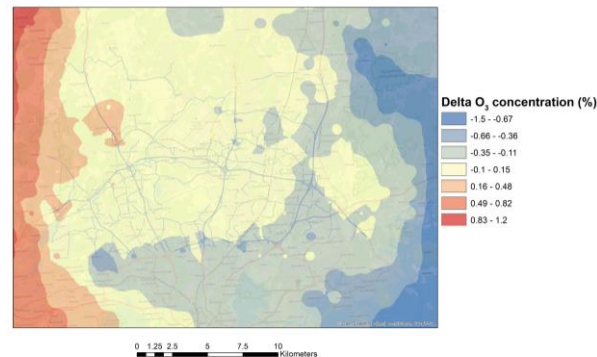 Delta O₃ concentration (%)
-1.5 - -0.67
-0.66 - -0.36
-0.35 - -0.11
-0.1 - 0.15
0.16 - 0.48
0.49 - 0.82
0.83 - 1.2
0 1.25 2.5 5 7.5 10
Kilometers